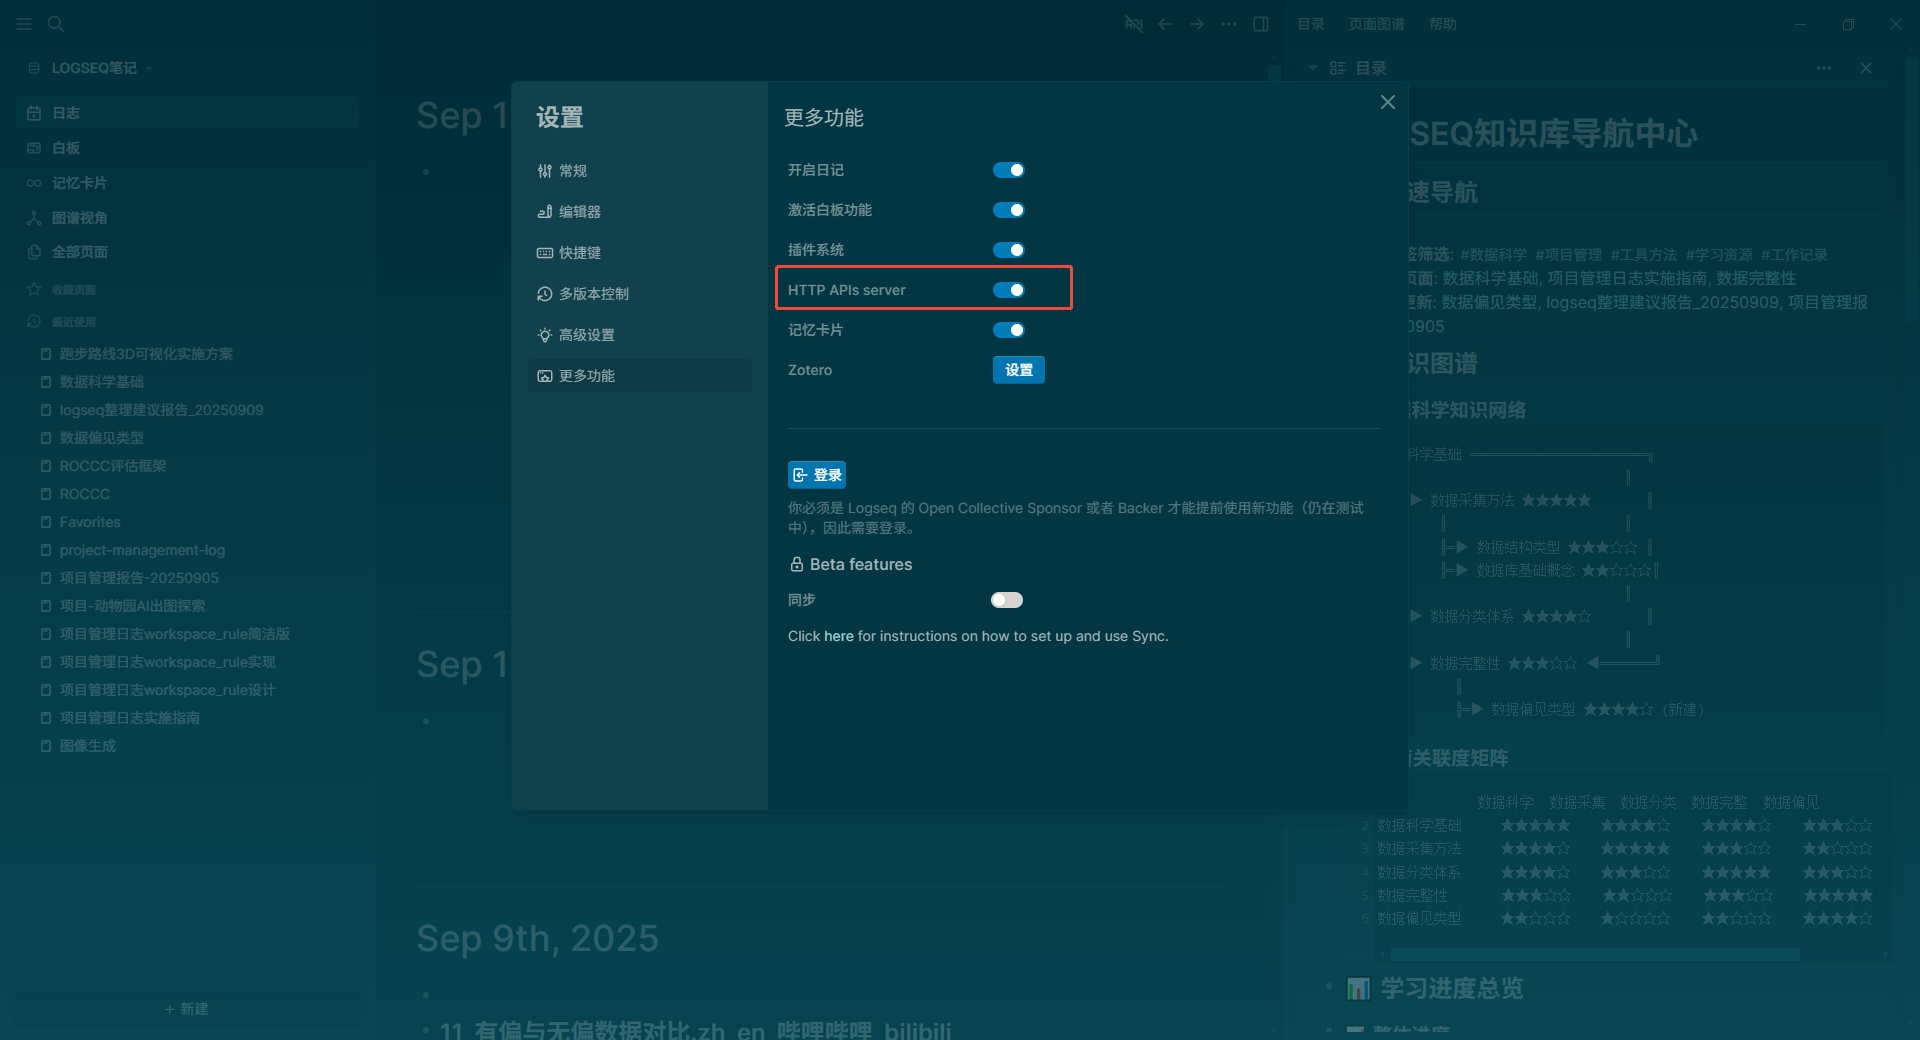 LOGSEQ笔记
日志
白板
记忆卡片
图谱视角
全部页面
收藏页面
最近使用
跑步路线3D可视化实施方案
数据科学基础
logseq整理建议报告_20250909
数据偏见类型
ROCCC评估框架
ROCCC
Favorites
project-management-log
项目管理报告-20250905
项目-动物园AI出图探索
项目管理日志workspace_rule简洁版
项目管理日志workspace_rule实现
项目管理日志workspace_rule设计
项目管理日志实施指南
图像生成
+ 新建
API
Sep 1
Sep 1
Sep 9th, 2025
11_有偏与无偏数据对比.zh_en_哔哩哔哩_bilibili
设置
常规
编辑器
快捷键
多版本控制
高级设置
更多功能
更多功能
开启日记
激活白板功能
插件系统
HTTP APIs server
记忆卡片
Zotero 设置
登录
你必须是 Logseq 的 Open Collective Sponsor 或者 Backer 才能提前使用新功能（仍在测试
中），因此需要登录。
Beta features
同步
Click here for instructions on how to set up and use Sync.
目录 页面图谱 帮助
目录
SEQ知识库导航中心
速导航
签筛选: #数据科学 #项目管理 #工具方法 #学习资源 #工作记录
页面: 数据科学基础, 项目管理日志实施指南, 数据完整性
更新: 数据偏见类型, logseq整理建议报告_20250909, 项目管理报
0905
识图谱
科学知识网络
科学基础
▶ 数据采集方法 ★★★★★
▶ 数据结构类型 ★★★☆☆
▶ 数据库基础概念 ★★☆☆☆
▶ 数据分类体系 ★★★★☆
▶ 数据完整性 ★★★☆☆ ◀
▶ 数据偏见类型 ★★★★☆ (新建)
关联度矩阵
数据科学 数据采集 数据分类 数据完整 数据偏见
2 数据科学基础 ★★★★★ ★★★★☆ ★★★★☆ ★★★☆☆
3 数据采集方法 ★★★★☆ ★★★★★ ★★★☆☆ ★★☆☆☆
4 数据分类体系 ★★★★☆ ★★★☆☆ ★★★★★ ★★★☆☆
5 数据完整性 ★★★☆☆ ★★☆☆☆ ★★★☆☆ ★★★★★
6 数据偏见类型 ★★☆☆☆ ★☆☆☆☆ ★★☆☆☆ ★★★★☆
📊 学习进度总览
整体进度